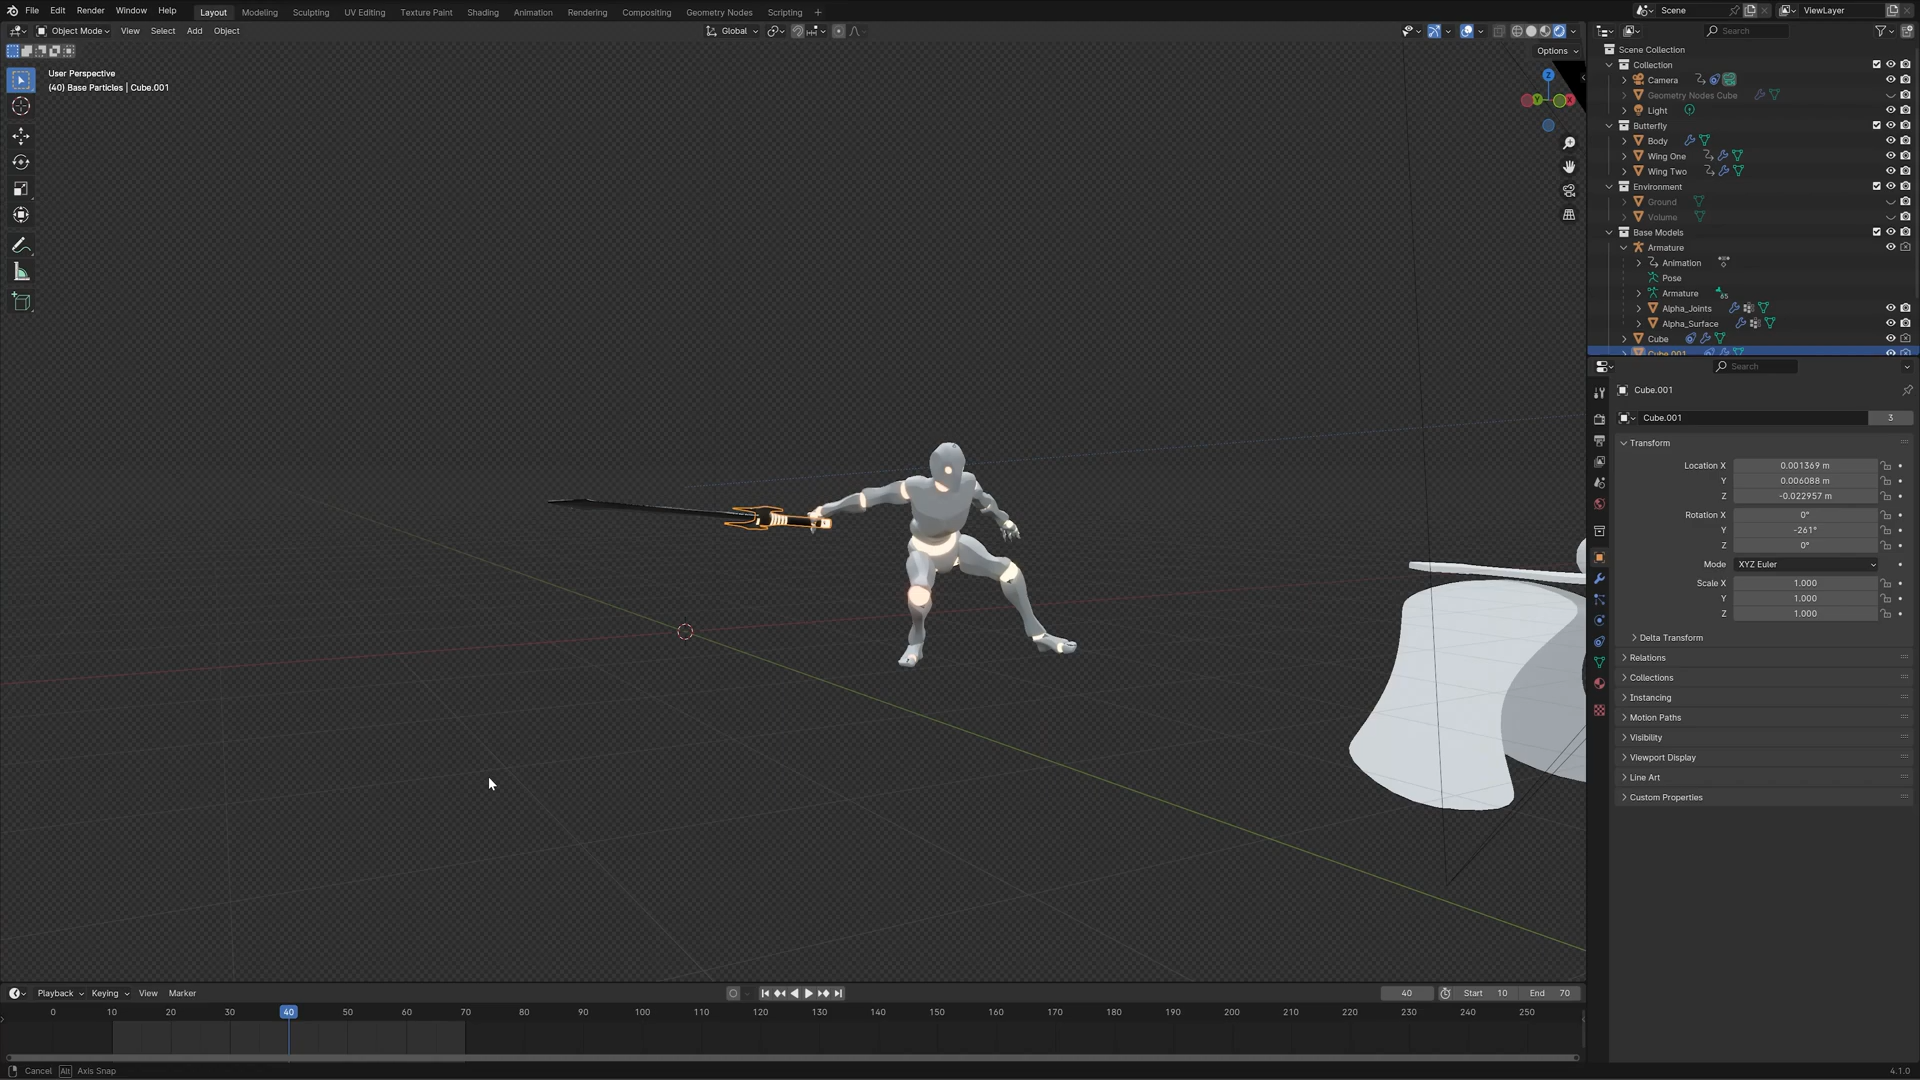 File Edit Render Window Help Layout Modeling Sculpting UV Editing Texture Paint Shading Animation Rendering Compositing Geometry Nodes Scripting + Scene ViewLayer
Object Mode View Select Add Object Global Search
Options
User Perspective
(40) Base Particles | Cube.001
Z
Y
X
Scene Collection
Collection
Camera
Geometry Nodes Cube
Light
Butterfly
Body
Wing One
Wing Two
Environment
Ground
Volume
Base Models
Armature
Animation
Pose
Armature 65
Alpha_Joints
Alpha_Surface
Cube
Cube.001
Search
Cube.001
Cube.001 3
Transform
Location X 0.001369 m
Y 0.006088 m
Z -0.022957 m
Rotation X 0°
Y -261°
Z 0°
Mode XYZ Euler
Scale X 1.000
Y 1.000
Z 1.000
Delta Transform
Relations
Collections
Instancing
Motion Paths
Visibility
Viewport Display
Line Art
Custom Properties
Playback Keying View Marker 40 Start 10 End 70
0 10 20 30 40 50 60 70 80 90 100 110 120 130 140 150 160 170 180 190 200 210 220 230 240 250
Cancel Alt Axis Snap 4.1.0